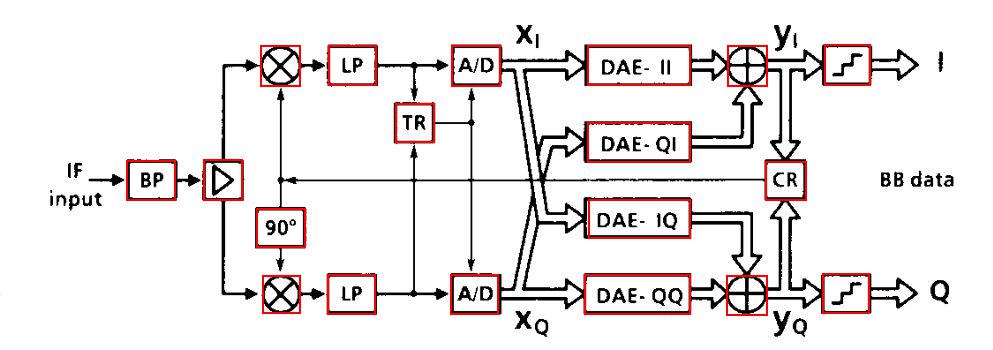 X_I
y_I
LP
A/D
DAE- II
I
TR
DAE- QI
IF
input
BP
CR
BB data
90°
DAE- IQ
LP
A/D
DAE- QQ
Q
X_Q
y_Q